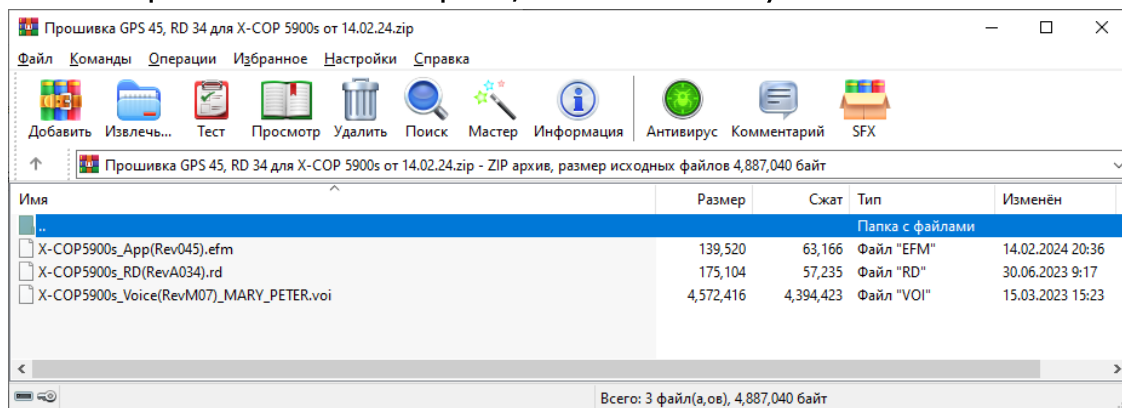 Прошивка GPS 45, RD 34 для X-COP 5900s от 14.02.24.zip
Файл Команды Операции Избранное Настройки Справка
Добавить Извлечь... Тест Просмотр Удалить Поиск Мастер Информация Антивирус Комментарий SFX
Прошивка GPS 45, RD 34 для X-COP 5900s от 14.02.24.zip - ZIP архив, размер исходных файлов 4,887,040 байт
Имя Размер Сжат Тип Изменён
.. Папка с файлами
X-COP5900s_App(Rev045).efm 139,520 63,166 Файл "EFM" 14.02.2024 20:36
X-COP5900s_RD(RevA034).rd 175,104 57,235 Файл "RD" 30.06.2023 9:17
X-COP5900s_Voice(RevM07)_MARY_PETER.voi 4,572,416 4,394,423 Файл "VOI" 15.03.2023 15:23
Всего: 3 файл(а,ов), 4,887,040 байт